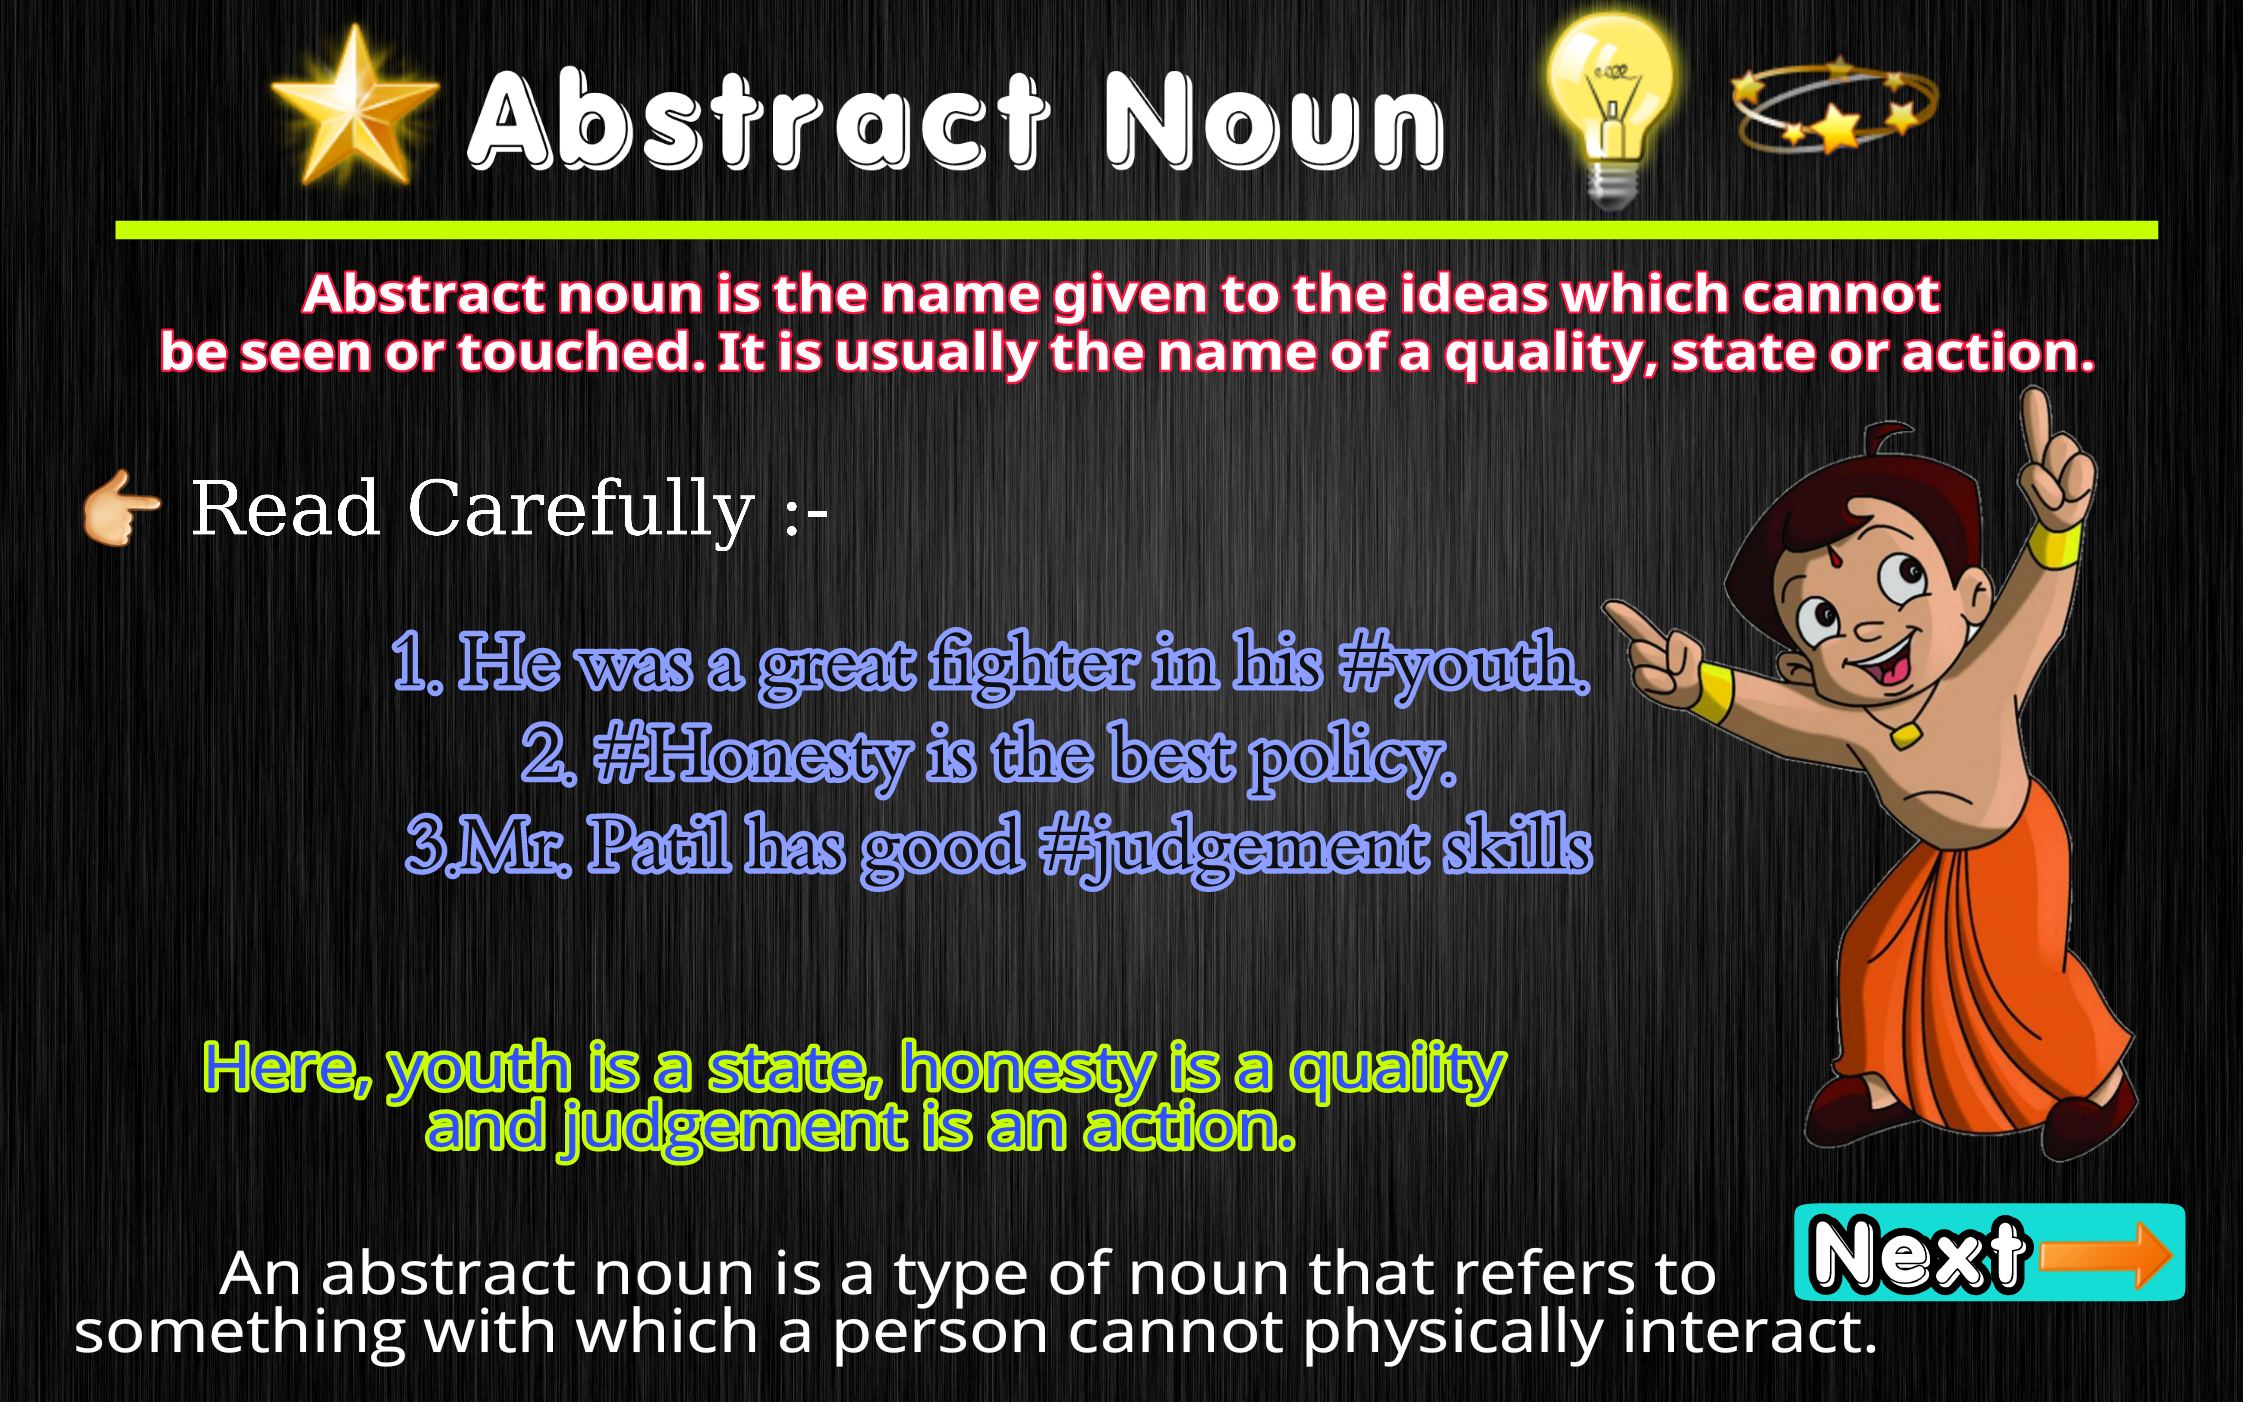 Abstract Noun
Abstract noun is the name given to the ideas which cannot
be seen or touched. It is usually the name of a quality, state or action.
Read Carefully :-
1. He was a great fighter in his #youth.
2. #Honesty is the best policy.
3.Mr. Patil has good #judgement skills
Here, youth is a state, honesty is a quaiity
and judgement is an action.
Next
An abstract noun is a type of noun that refers to
something with which a person cannot physically interact.